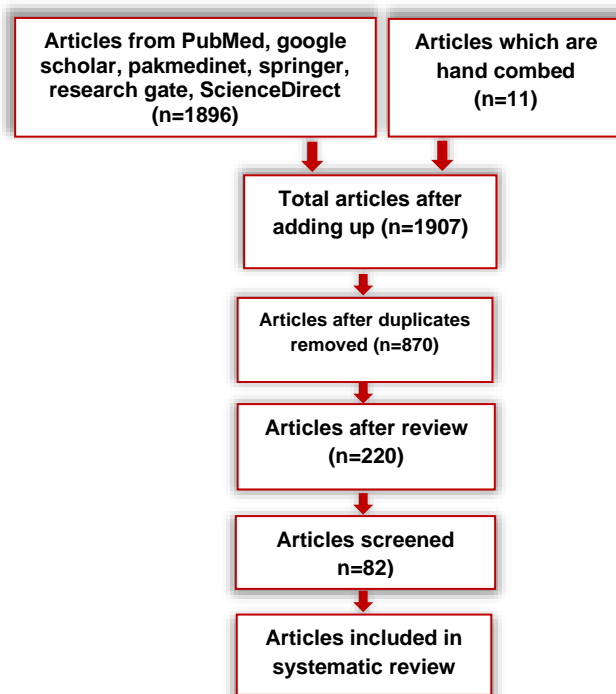 Articles from PubMed, google
scholar, pakmedinet, springer,
research gate, ScienceDirect
(n=1896)
Articles which are
hand combed
(n=11)
Total articles after
adding up (n=1907)
Articles after duplicates
removed (n=870)
Articles after review
(n=220)
Articles screened
n=82)
Articles included in
systematic review